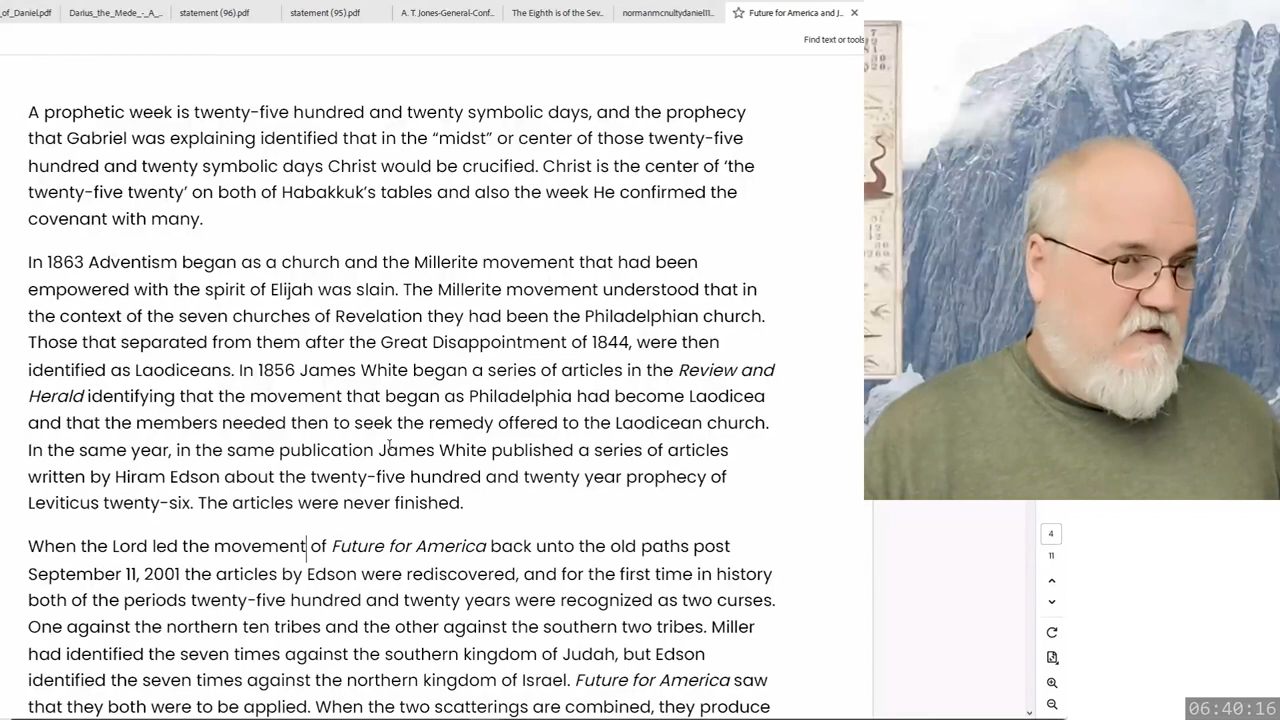 _of_Daniel.pdf
Darius_the_Mede_-_A_...
statement (96).pdf
statement (95).pdf
A. T. Jones-General-Conf...
The Eighth is of the Sev...
normanmcnultydaniel11...
Future for America and J...
Find text or tools
A prophetic week is twenty-five hundred and twenty symbolic days, and the prophecy
that Gabriel was explaining identified that in the “midst” or center of those twenty-five
hundred and twenty symbolic days Christ would be crucified. Christ is the center of ‘the
twenty-five twenty’ on both of Habakkuk’s tables and also the week He confirmed the
covenant with many.
In 1863 Adventism began as a church and the Millerite movement that had been
empowered with the spirit of Elijah was slain. The Millerite movement understood that in
the context of the seven churches of Revelation they had been the Philadelphian church.
Those that separated from them after the Great Disappointment of 1844, were then
identified as Laodiceans. In 1856 James White began a series of articles in the Review and
Herald identifying that the movement that began as Philadelphia had become Laodicea
and that the members needed then to seek the remedy offered to the Laodicean church.
In the same year, in the same publication James White published a series of articles
written by Hiram Edson about the twenty-five hundred and twenty year prophecy of
Leviticus twenty-six. The articles were never finished.
When the Lord led the movement of Future for America back unto the old paths post
September 11, 2001 the articles by Edson were rediscovered, and for the first time in history
both of the periods twenty-five hundred and twenty years were recognized as two curses.
One against the northern ten tribes and the other against the southern two tribes. Miller
had identified the seven times against the southern kingdom of Judah, but Edson
identified the seven times against the northern kingdom of Israel. Future for America saw
that they both were to be applied. When the two scatterings are combined, they produce
4
11
06:40:16